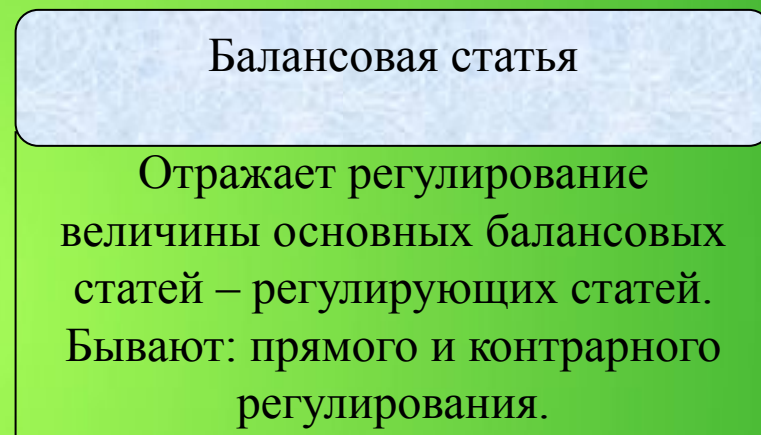 Балансовая статья
Отражает регулирование
величины основных балансовых
статей – регулирующих статей.
Бывают: прямого и контрарного
регулирования.